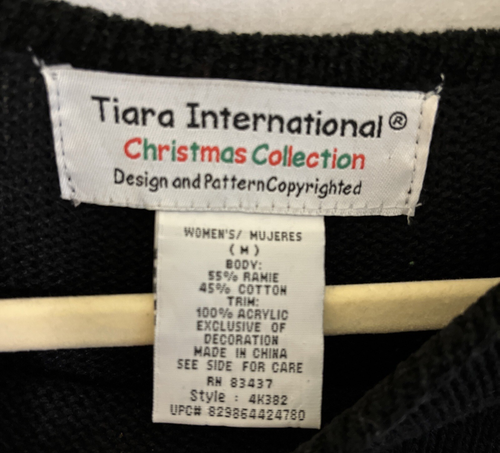 Tiara International®
Christmas Collection
Design and Pattern Copyrighted
WOMEN'S/ MUJERES
(M)
BODY:
55% RAMIE
45% COTTON
TRIM:
100% ACRYLIC
EXCLUSIVE OF
DECORATION
MADE IN CHINA
SEE SIDE FOR CARE
RN 83437
Style : 4K382
UPC# 829864424780